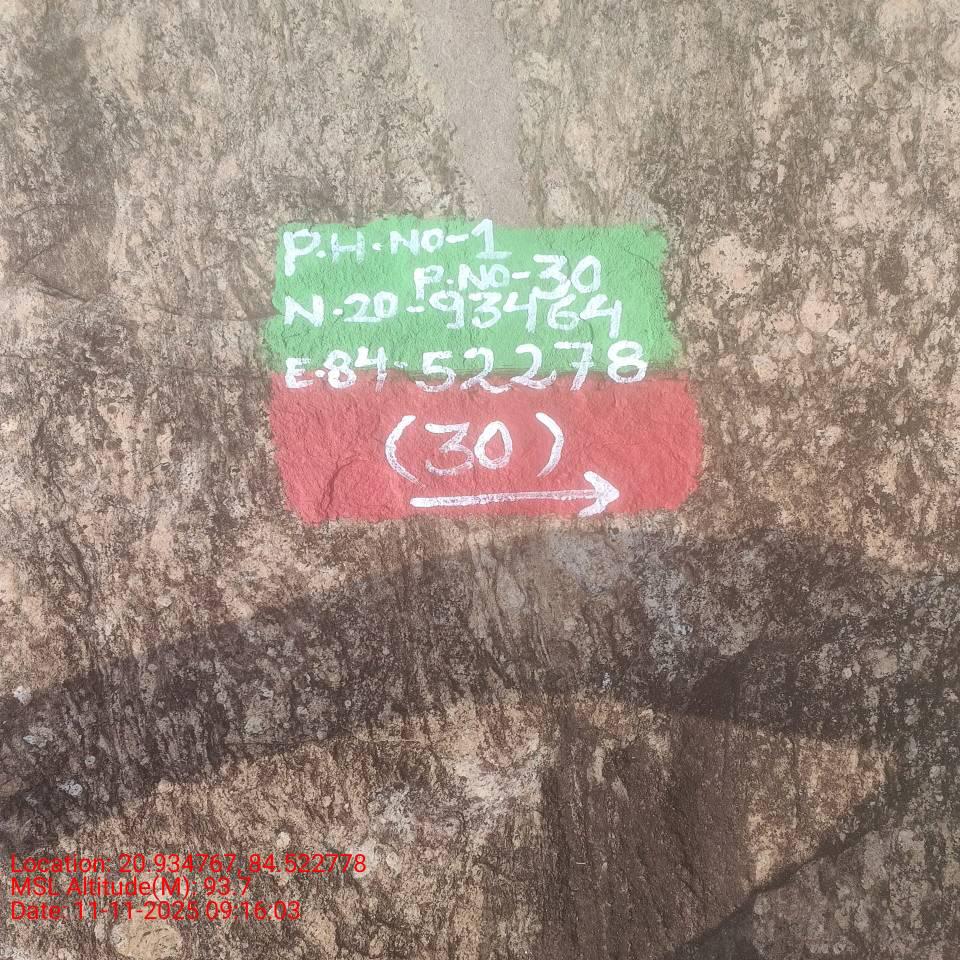 P.H.NO-1
P.NO-30
N.20-93464
E.84-52278
(30)
Location: 20.934767, 84.522778
MSL Altitude(M): 93.7
Date: 11-11-2025 09:16:03